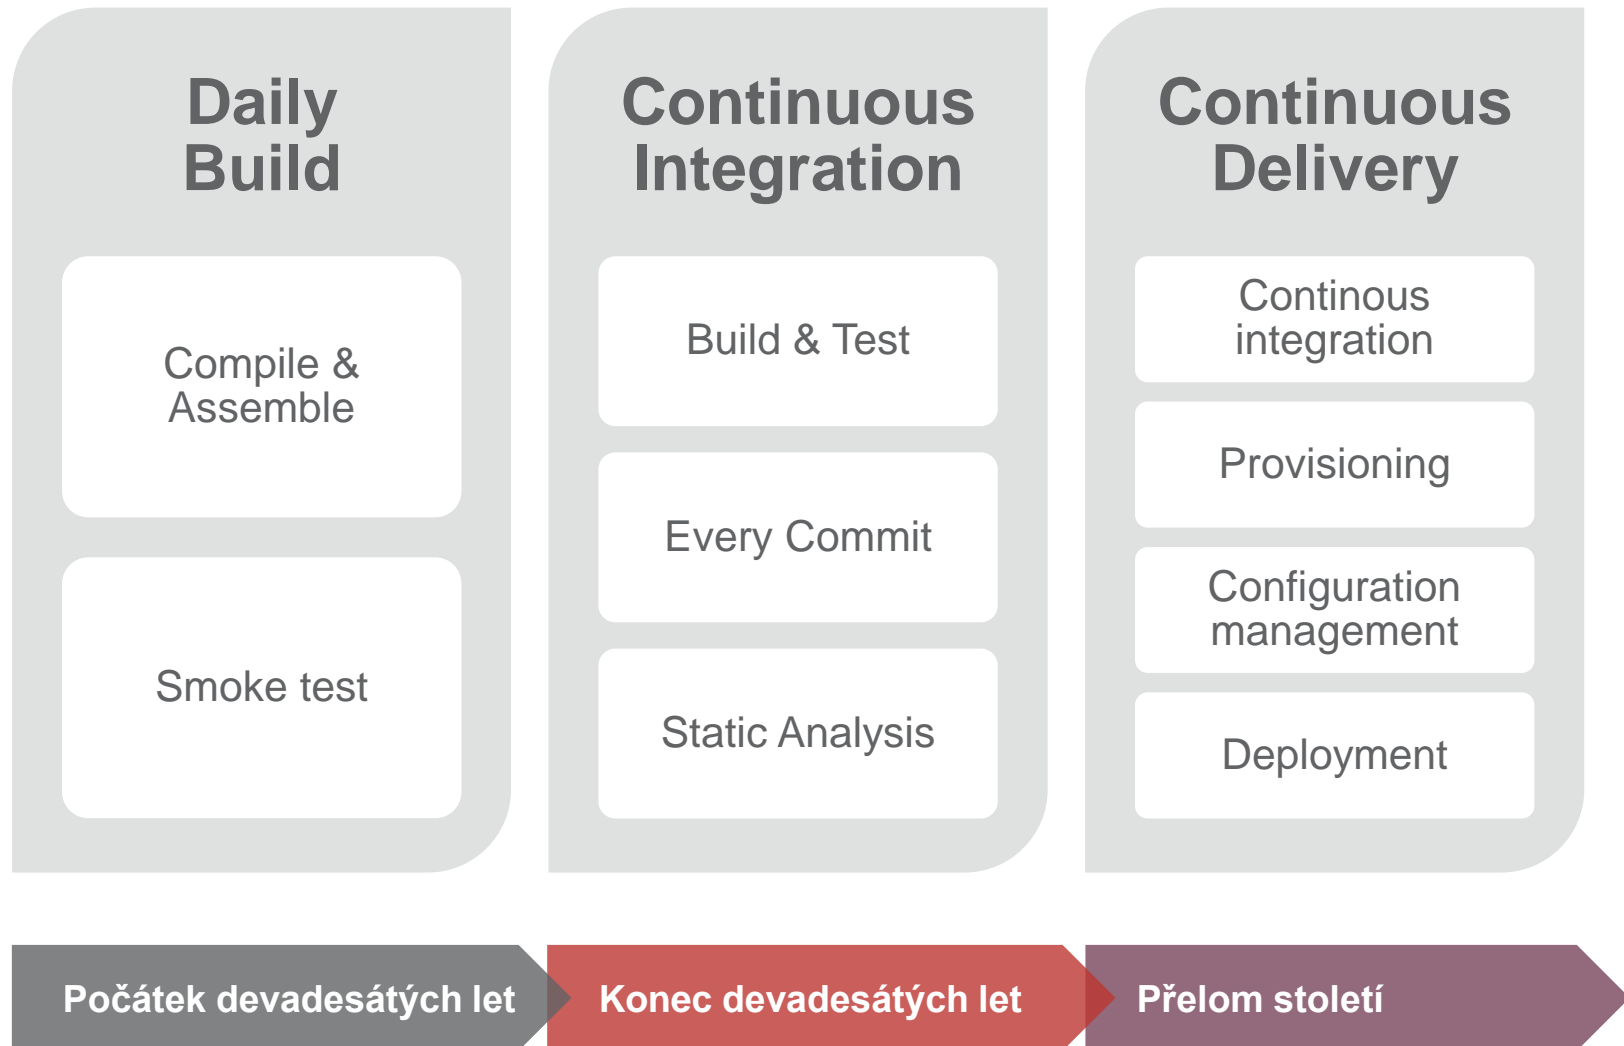 Daily
Build
Compile &
Assemble
Smoke test
Continuous
Integration
Build & Test
Every Commit
Static Analysis
Continuous
Delivery
Continous
integration
Provisioning
Configuration
management
Deployment
Počátek devadesátých let
Konec devadesátých let
Přelom století